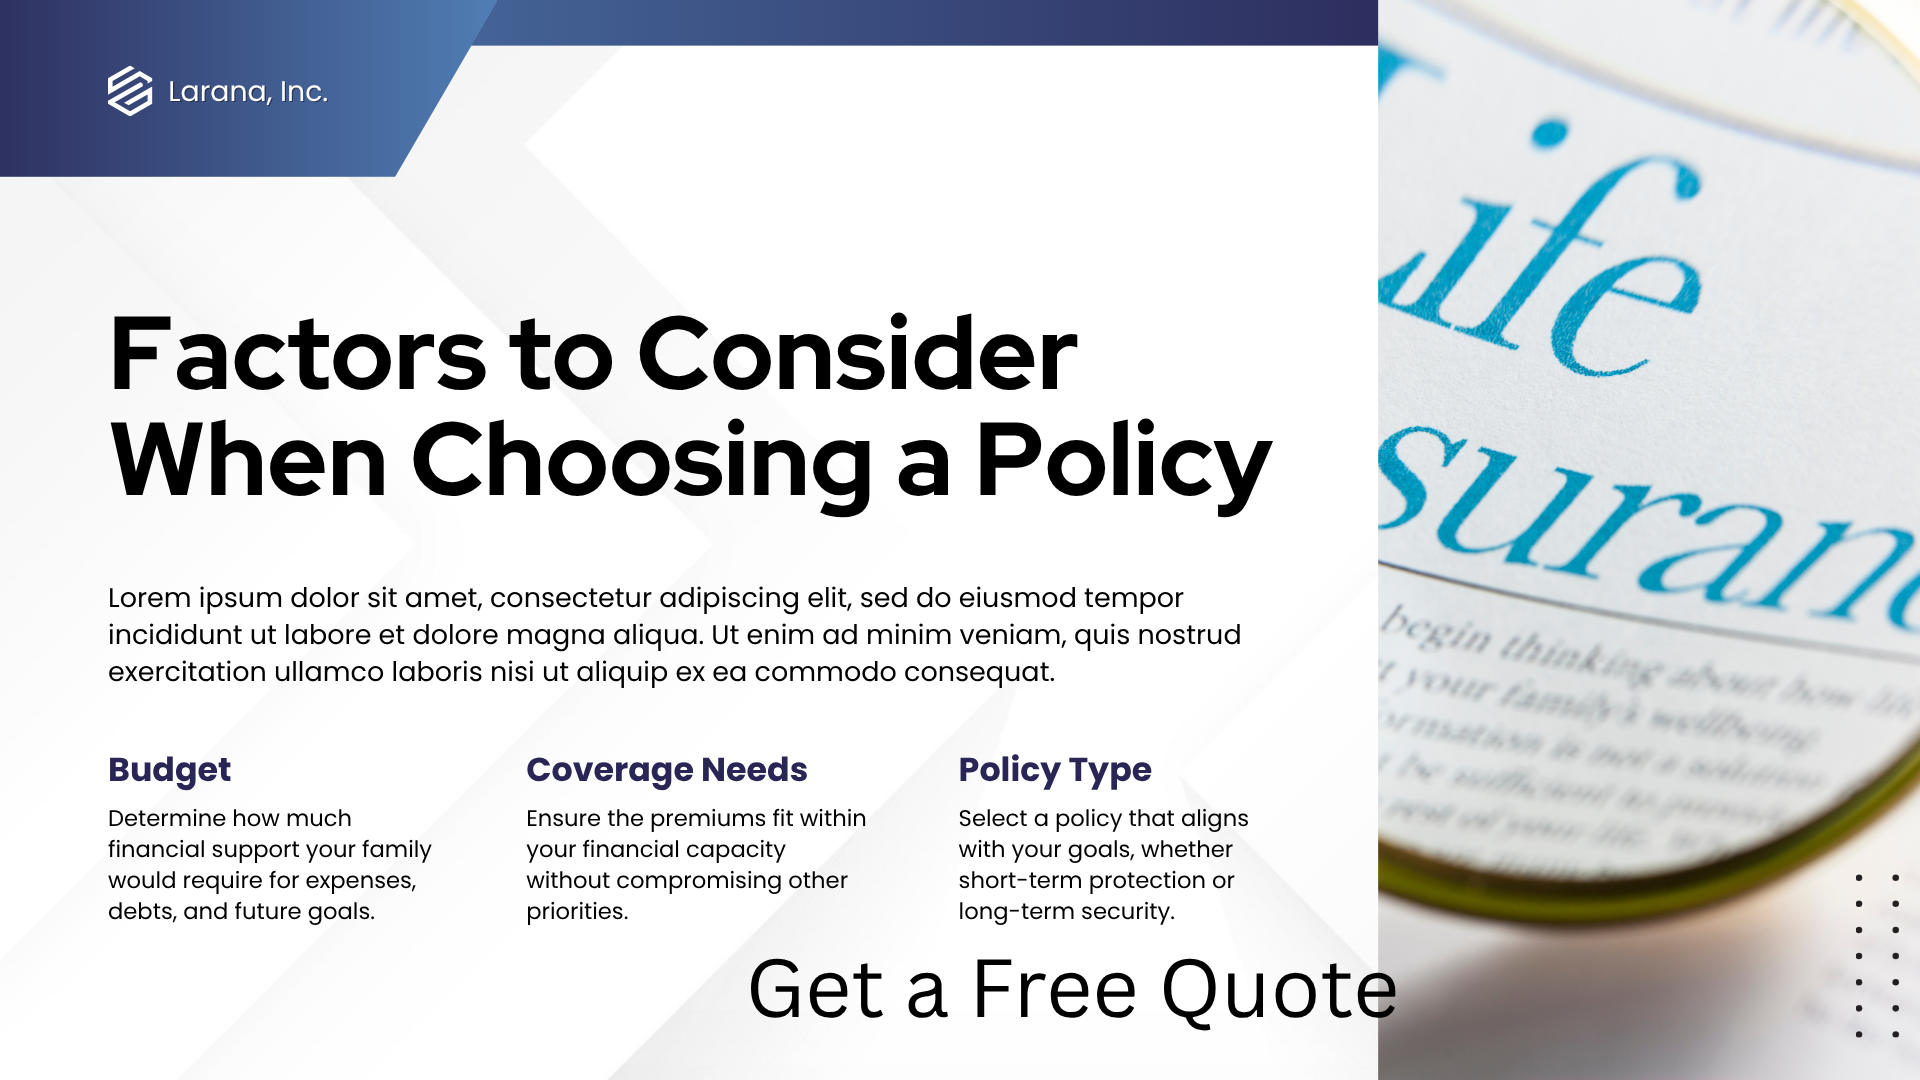 Larana, Inc.
Factors to Consider
When Choosing a Policy
Lorem ipsum dolor sit amet, consectetur adipiscing elit, sed do eiusmod tempor
incididunt ut labore et dolore magna aliqua. Ut enim ad minim veniam, quis nostrud
exercitation ullamco laboris nisi ut aliquip ex ea commodo consequat.
Budget
Determine how much
financial support your family
would require for expenses,
debts, and future goals.
Coverage Needs
Ensure the premiums fit within
your financial capacity
without compromising other
priorities.
Policy Type
Select a policy that aligns
with your goals, whether
short-term protection or
long-term security.
Get a Free Quote
Life
suranc
begin thinking about how
your family's wellbeing
is not a solution